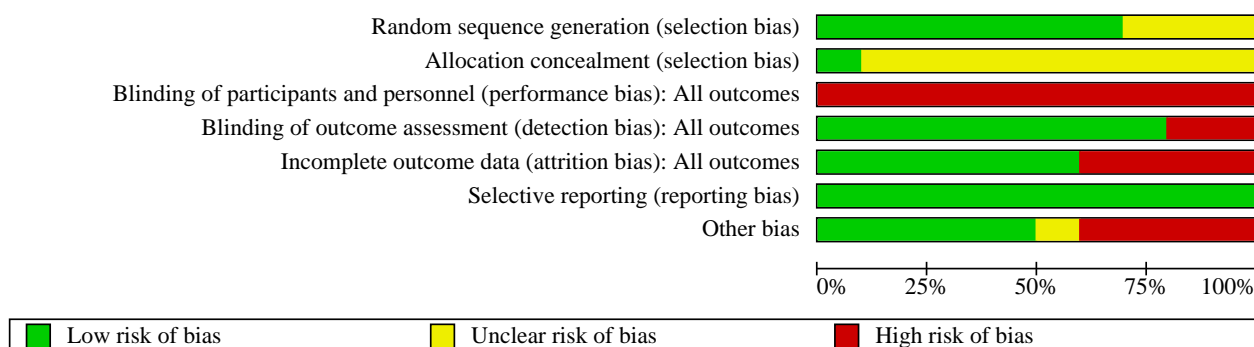 Random sequence generation (selection bias)
Allocation concealment (selection bias)
Blinding of participants and personnel (performance bias): All outcomes
Blinding of outcome assessment (detection bias): All outcomes
Incomplete outcome data (attrition bias): All outcomes
Selective reporting (reporting bias)
Other bias
0% 25% 50% 75% 100%
Low risk of bias Unclear risk of bias High risk of bias